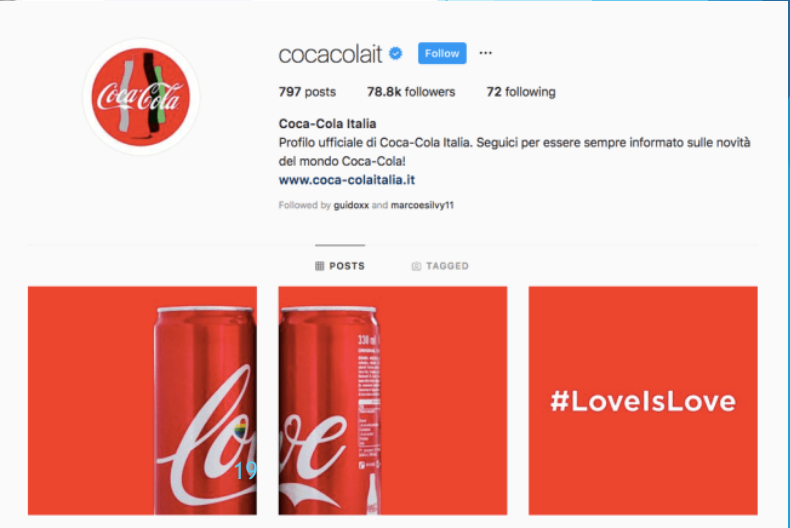 cocacolait Follow ...
797 posts 78.8k followers 72 following
Coca-Cola Italia
Profilo ufficiale di Coca-Cola Italia. Seguici per essere sempre informato sulle novità
del mondo Coca-Cola!
www.coca-colaitalia.it
Followed by guidoxx and marcoesilvy11
Coca-Cola
POSTS TAGGED
Love
330 ml
#LoveIsLove
19